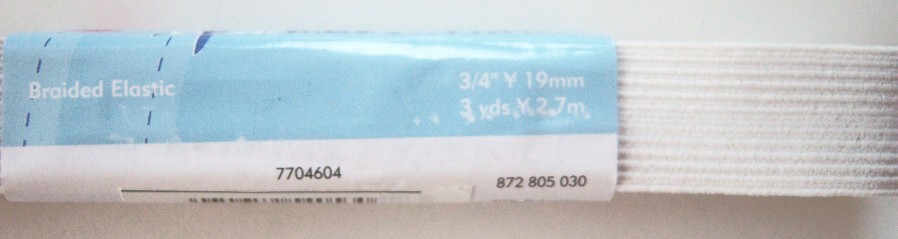 Braided Elastic
3/4" ¥ 19mm
3 yds ¥ 2.7m
7704604
872 805 030